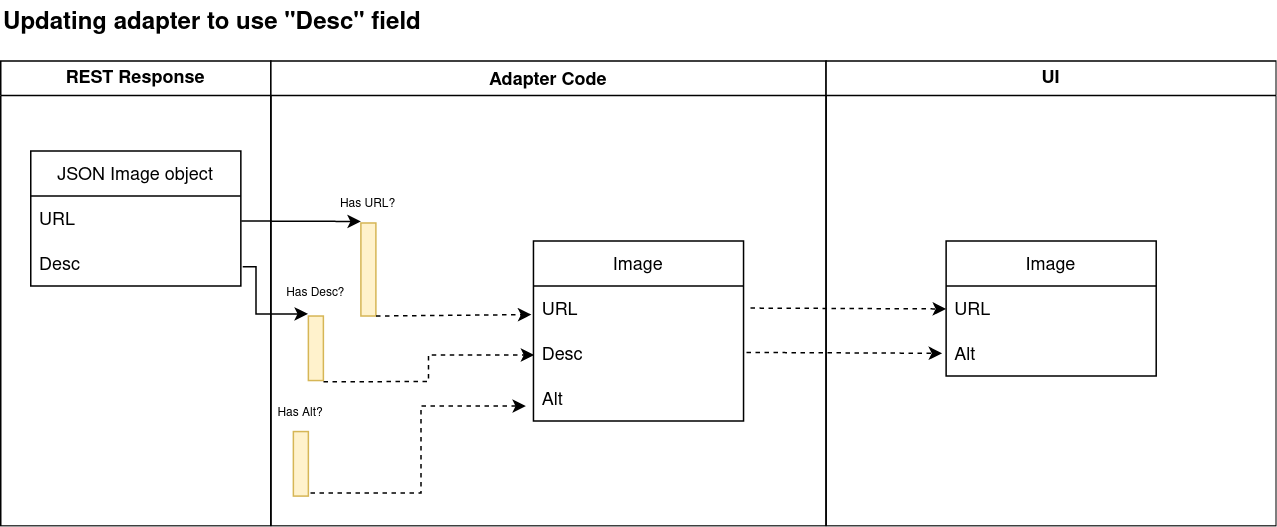 Updating adapter to use "Desc" field
REST Response
Adapter Code
UI
JSON Image object
URL
Desc
Has URL?
Has Desc?
Has Alt?
Image
URL
Desc
Alt
Image
URL
Alt